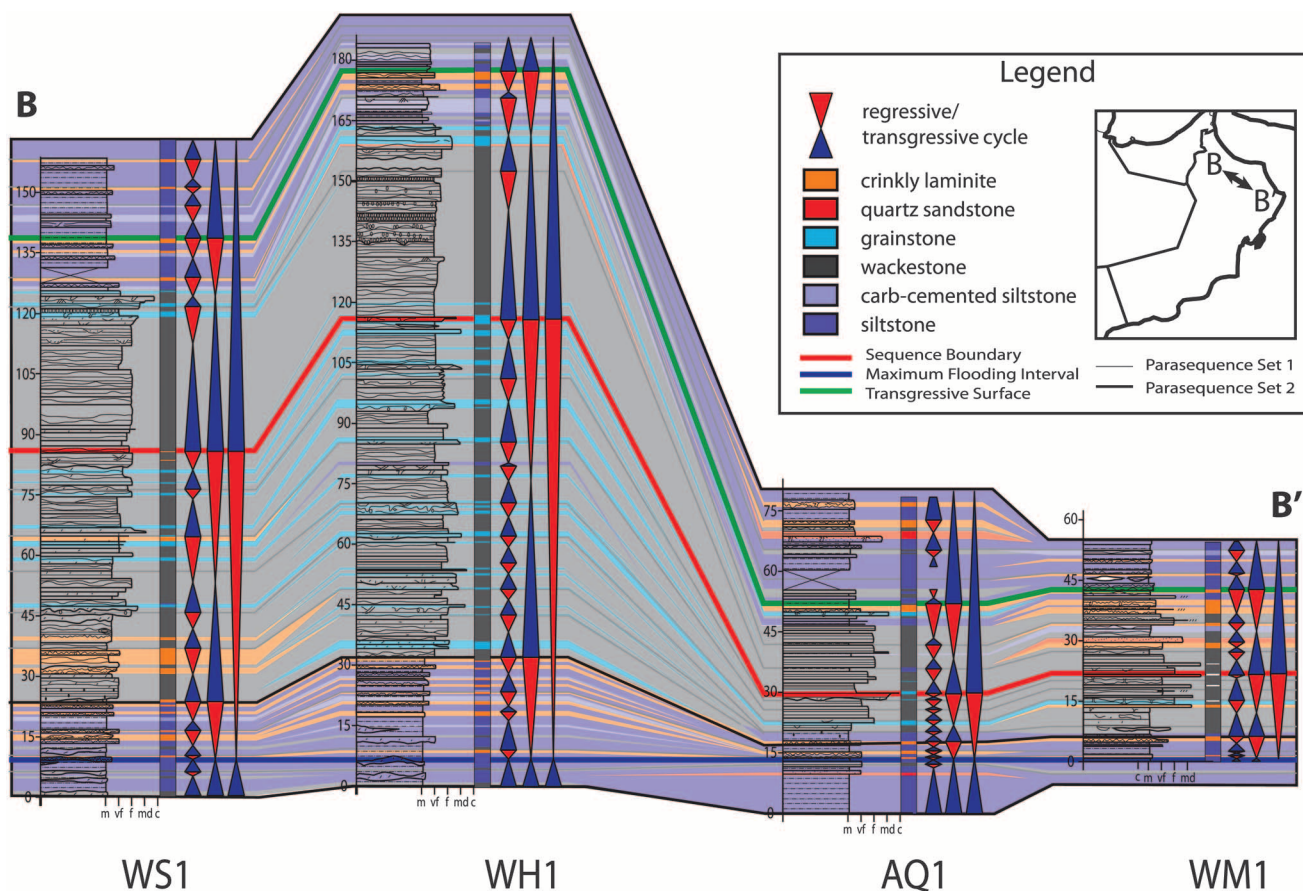 B
B'
Legend
regressive/
transgressive cycle
crinkly laminite
quartz sandstone
grainstone
wackestone
carb-cemented siltstone
siltstone
Sequence Boundary
Maximum Flooding Interval
Transgressive Surface
Parasequence Set 1
Parasequence Set 2
B
B'
150
135
120
105
90
75
60
45
30
15
0
m vf f md c
180
165
150
135
120
105
90
75
60
45
30
15
0
m vf f md c
75
60
45
30
15
0
m vf f md c
60
45
30
15
0
c m vf f md
WS1
WH1
AQ1
WM1